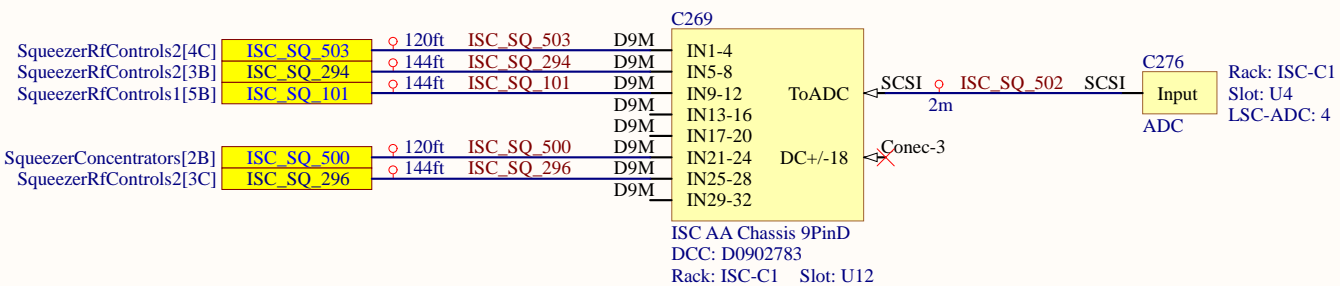 C269
SqueezerRfControls2[4C] ISC_SQ_503 120ft ISC_SQ_503 D9M IN1-4
SqueezerRfControls2[3B] ISC_SQ_294 144ft ISC_SQ_294 D9M IN5-8
SqueezerRfControls1[5B] ISC_SQ_101 144ft ISC_SQ_101 D9M IN9-12 ToADC SCSI 2m ISC_SQ_502 SCSI
D9M IN13-16
D9M IN17-20
SqueezerConcentrators[2B] ISC_SQ_500 120ft ISC_SQ_500 D9M IN21-24 DC+/-18 Conec-3
SqueezerRfControls2[3C] ISC_SQ_296 144ft ISC_SQ_296 D9M IN25-28
D9M IN29-32
ISC AA Chassis 9PinD
DCC: D0902783
Rack: ISC-C1 Slot: U12
C276
Input
ADC
Rack: ISC-C1
Slot: U4
LSC-ADC: 4